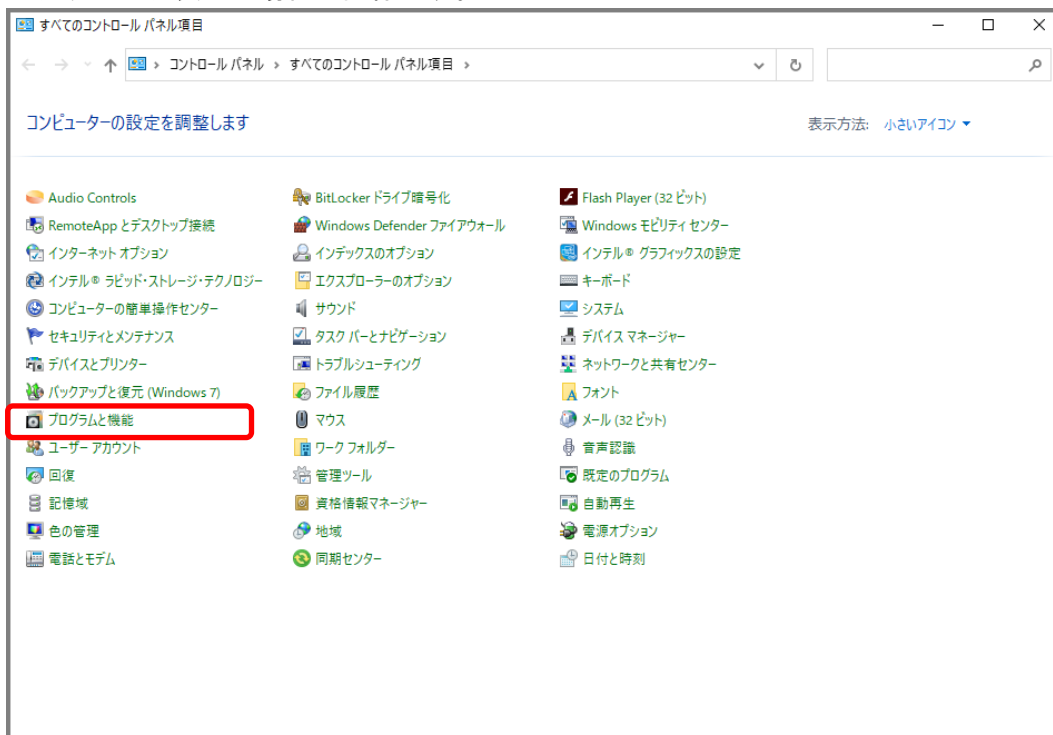 すべてのコントロール パネル項目
コントロール パネル › すべてのコントロール パネル項目 ›
コンピューターの設定を調整します
表示方法: 小さいアイコン
Audio Controls
BitLocker ドライブ暗号化
Flash Player (32 ビット)
RemoteApp とデスクトップ接続
Windows Defender ファイアウォール
Windows モビリティ センター
インターネット オプション
インデックスのオプション
インテル® グラフィックスの設定
インテル® ラピッド・ストレージ・テクノロジー
エクスプローラーのオプション
キーボード
コンピューターの簡単操作センター
サウンド
システム
セキュリティとメンテナンス
タスク バーとナビゲーション
デバイス マネージャー
デバイスとプリンター
トラブルシューティング
ネットワークと共有センター
バックアップと復元 (Windows 7)
ファイル履歴
フォント
プログラムと機能
マウス
メール (32 ビット)
ユーザー アカウント
ワーク フォルダー
音声認識
回復
管理ツール
既定のプログラム
記憶域
資格情報マネージャー
自動再生
色の管理
地域
電源オプション
電話とモデム
同期センター
日付と時刻